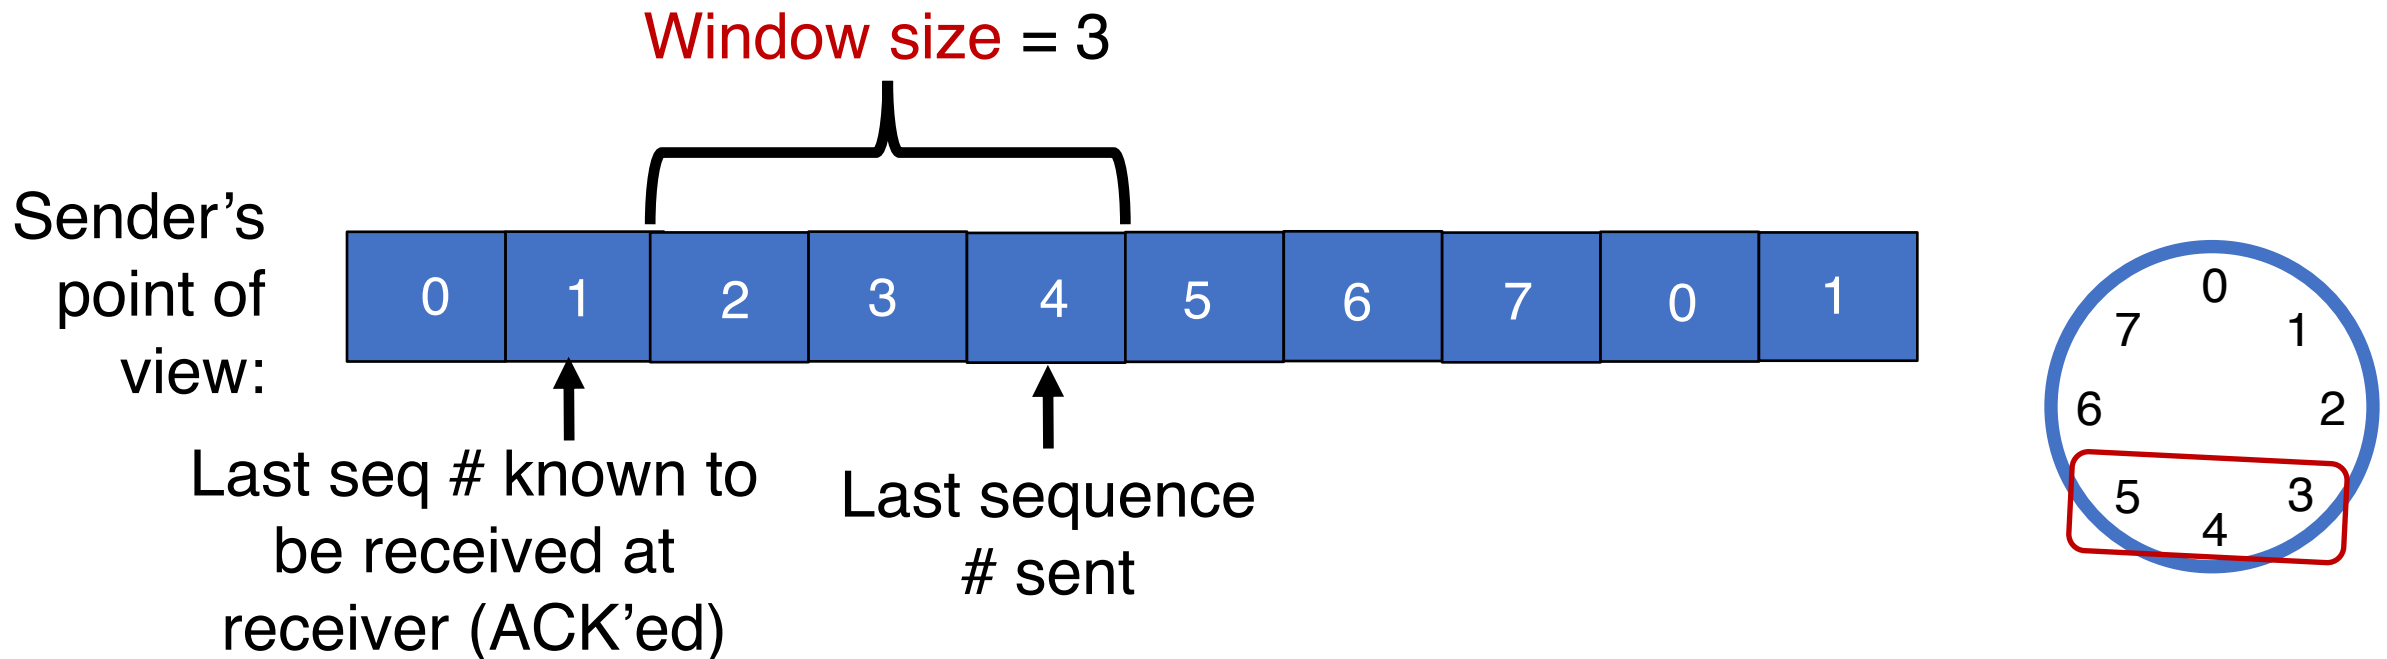 Window size = 3
Sender’s
point of
view:
0 1 2 3 4 5 6 7 0 1
Last seq # known to
be received at
receiver (ACK’ed)
Last sequence
# sent
0
7 1
6 2
5 3
4